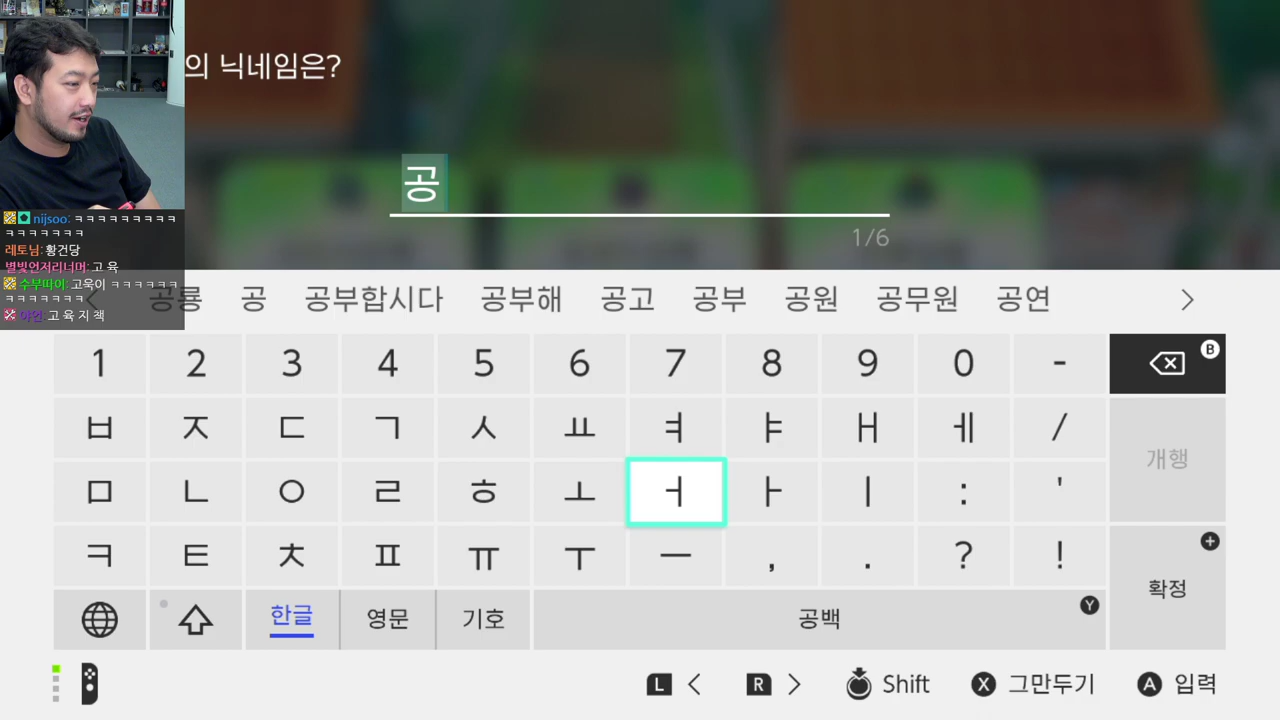 의 닉네임은?
공
1/6
nijsoo: ㅋㅋㅋㅋㅋㅋㅋㅋㅋ
ㅋㅋㅋㅋㅋㅋㅋ
레토님: 황건당
별빛언저리너머: 고 육
수부따이: 고욱이 ㅋㅋㅋㅋㅋㅋ
ㅋㅋㅋㅋㅋㅋㅋ
아언: 고 육 지 책
공룡 공 공부합시다 공부해 공고 공부 공원 공무원 공연
1 2 3 4 5 6 7 8 9 0 - B
ㅂ ㅈ ㄷ ㄱ ㅅ ㅛ ㅕ ㅑ ㅐ ㅔ / 개행
ㅁ ㄴ ㅇ ㄹ ㅎ ㅗ ㅓ ㅏ ㅣ : '
ㅋ ㅌ ㅊ ㅍ ㅠ ㅜ ㅡ , . ? ! + 확정
한글 영문 기호 공백 Y
L R Shift X 그만두기 A 입력